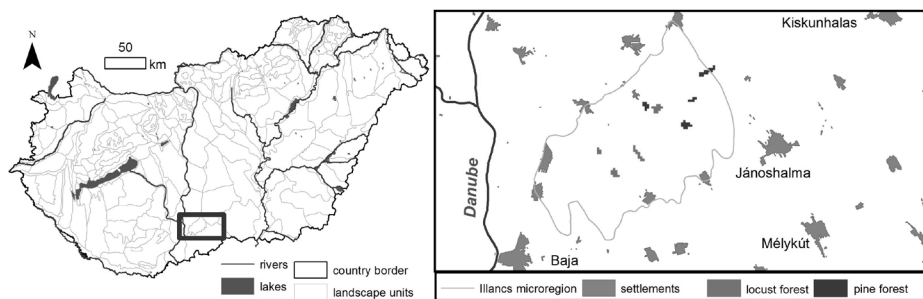 N
50
km
rivers
lakes
country border
landscape units
Kiskunhalas
Danube
Jánoshalma
Mélykút
Baja
Illancs microregion
settlements
locust forest
pine forest